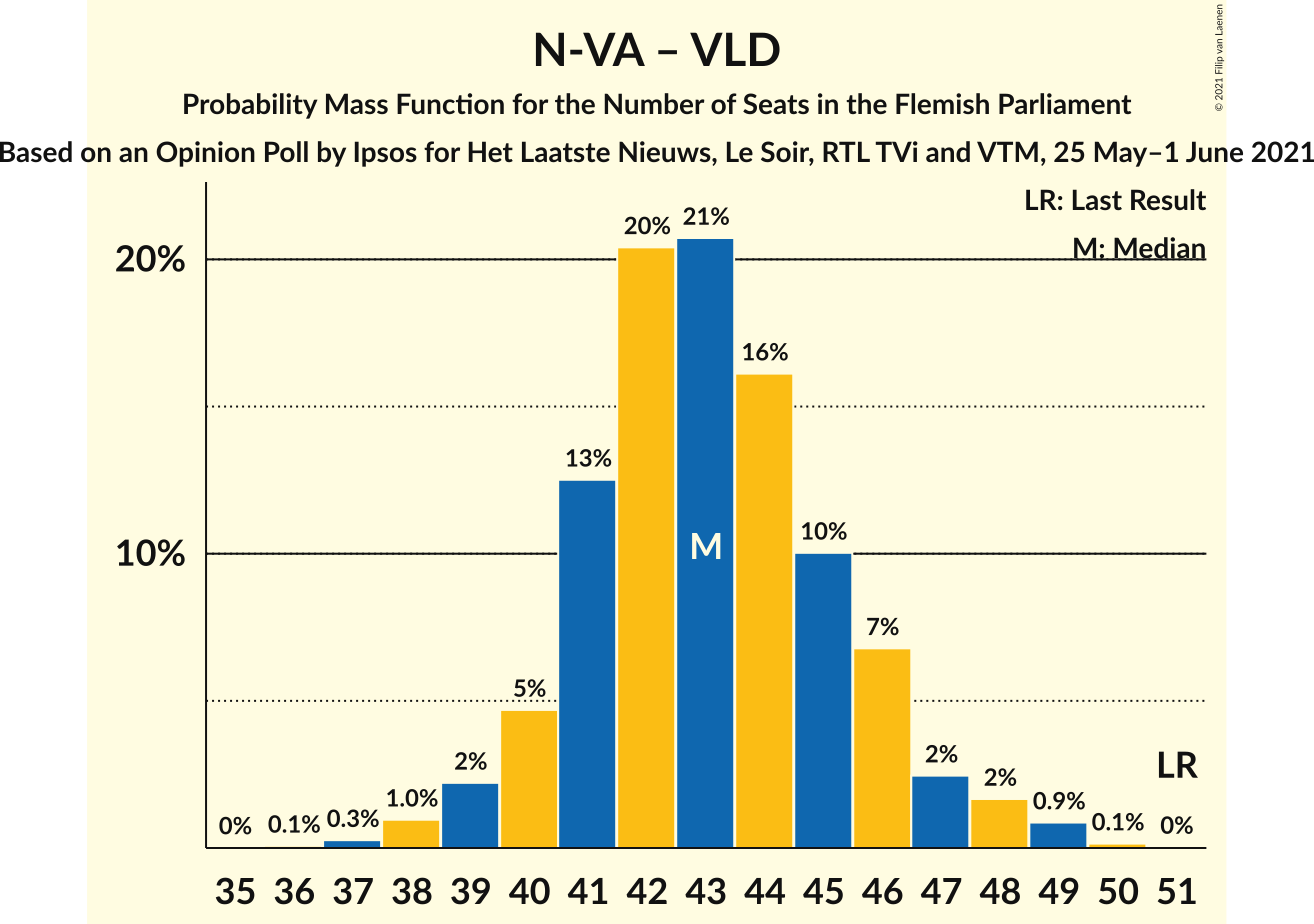 N-VA – VLD
Probability Mass Function for the Number of Seats in the Flemish Parliament
Based on an Opinion Poll by Ipsos for Het Laatste Nieuws, Le Soir, RTL TVi and VTM, 25 May–1 June 2021
© 2021 Filip van Laenen
LR: Last Result
M: Median
20%
10%
0% 0.1% 0.3% 1.0% 2% 5% 13% 20% 21% 16% 10% 7% 2% 2% 0.9% 0.1% 0%
M
LR
35 36 37 38 39 40 41 42 43 44 45 46 47 48 49 50 51